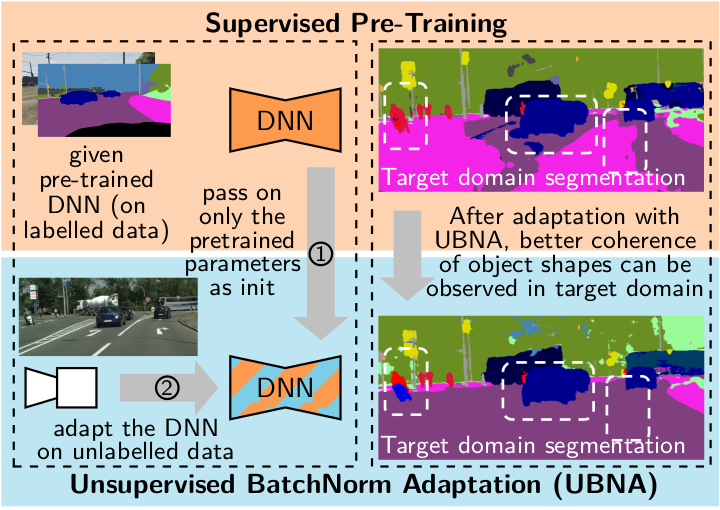 Supervised Pre-Training
given
pre-trained
DNN (on
labelled data)
DNN
pass on
only the
pretrained
parameters
as init
①
Target domain segmentation
After adaptation with
UBNA, better coherence
of object shapes can be
observed in target domain
②
DNN
adapt the DNN
on unlabelled data
Target domain segmentation
Unsupervised BatchNorm Adaptation (UBNA)